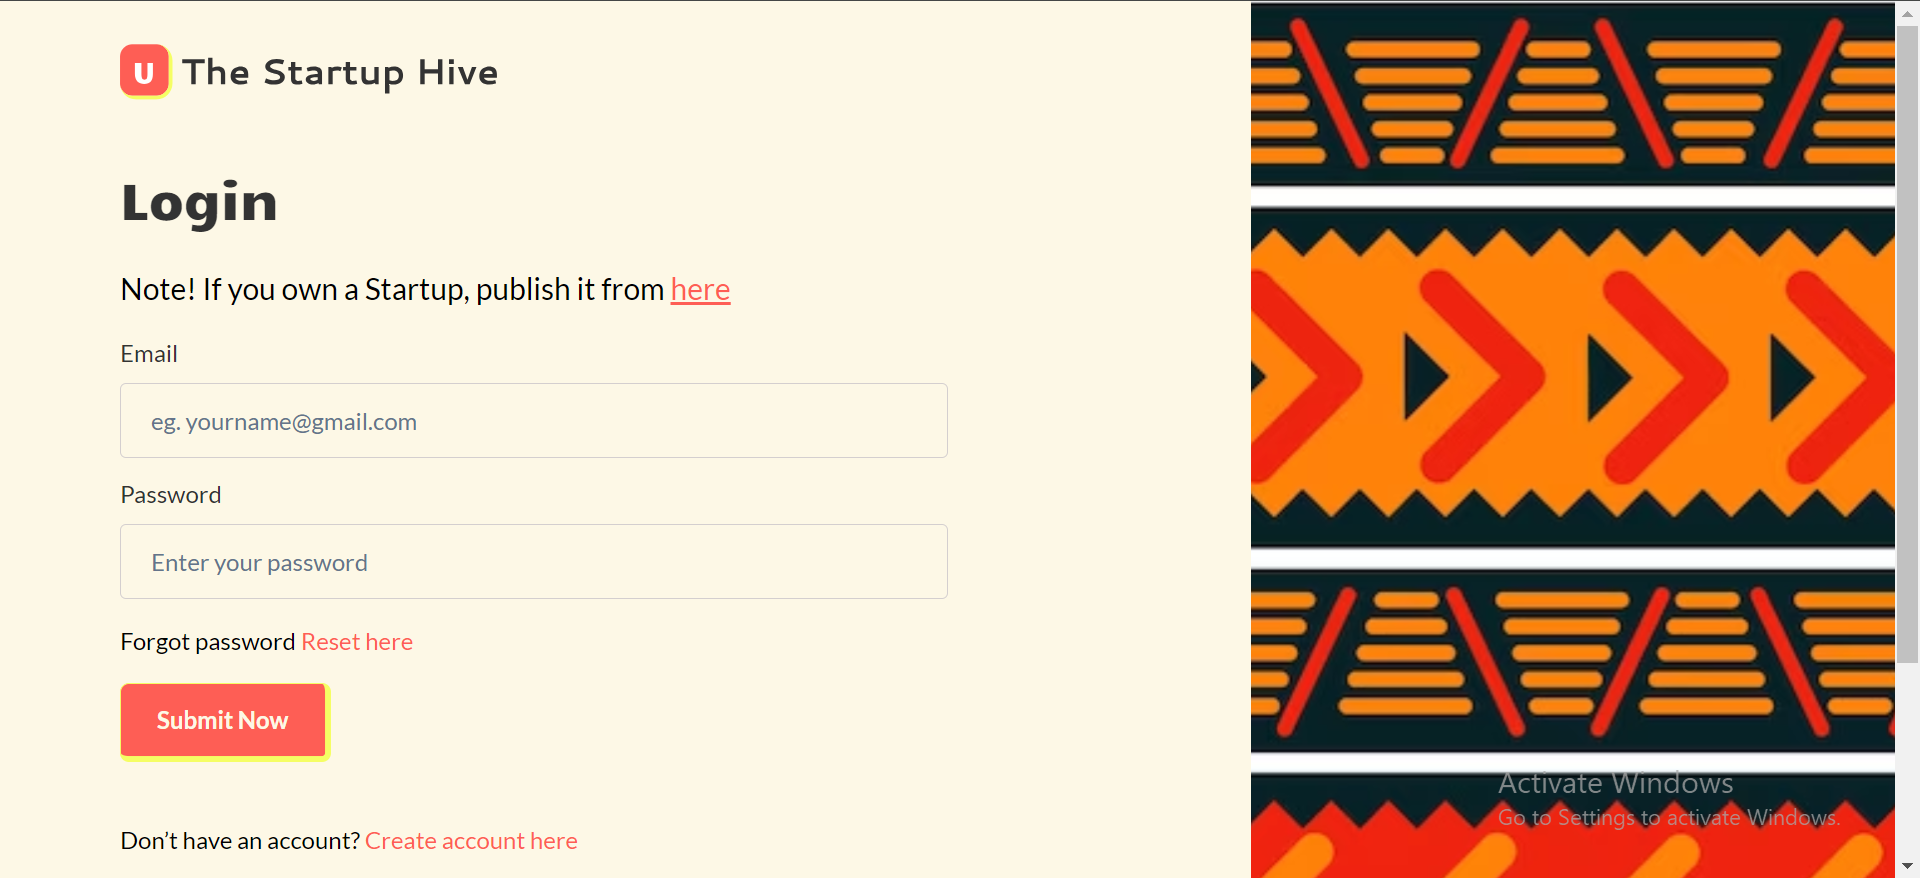 U The Startup Hive
Login
Note! If you own a Startup, publish it from here
Email
eg. yourname@gmail.com
Password
Enter your password
Forgot password Reset here
Submit Now
Don’t have an account? Create account here
Activate Windows
Go to Settings to activate Windows.